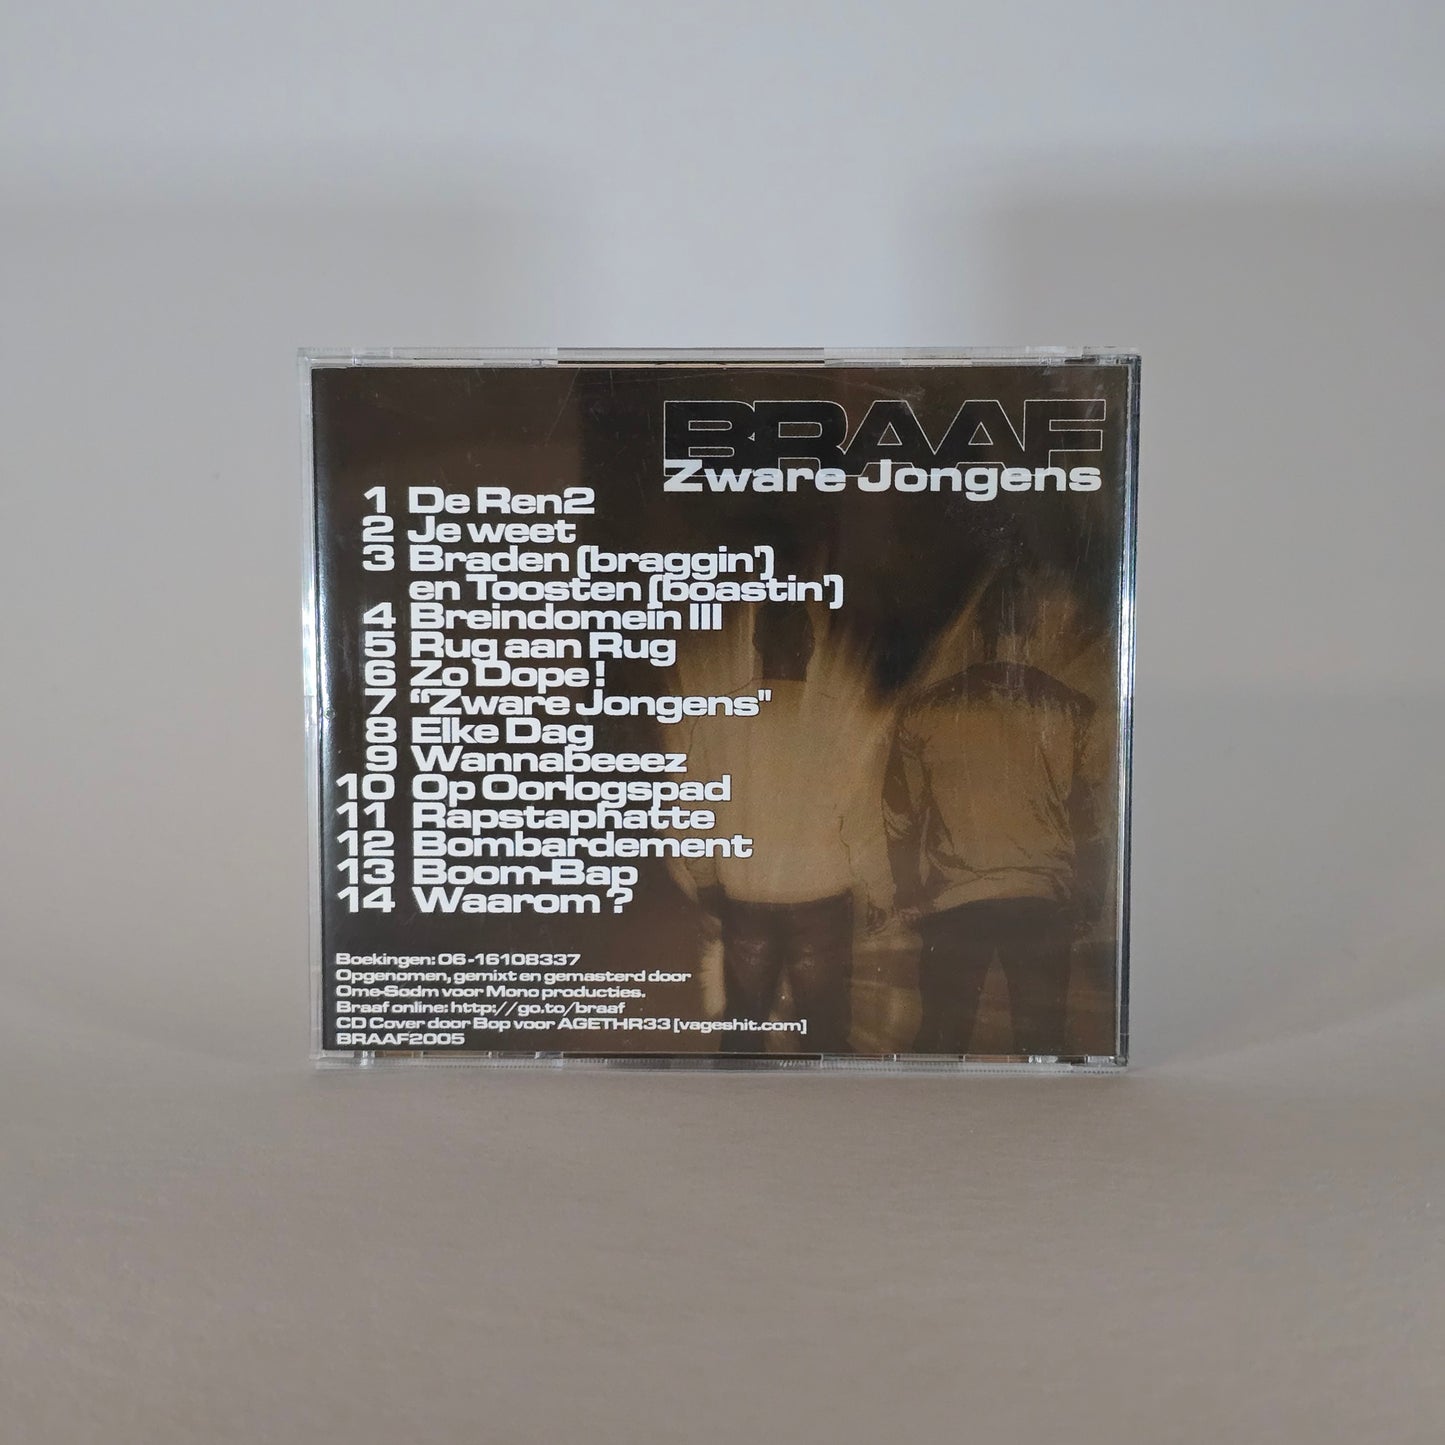 BRAAF
Zware Jongens
1 De Ren2
2 Je weet
3 Braden (braggin')
en Toosten (boastin')
4 Breindomein III
5 Rug aan Rug
6 Zo Dope!
7 “Zware Jongens"
8 Elke Dag
9 Wannabeeez
10 Op Oorlogspad
11 Rapstaphatte
12 Bombardement
13 Boom-Bap
14 Waarom ?
Boekingen: 06-16108337
Opgenomen, gemixt en gemasterd door
Ome-Sodm voor Mono producties.
Braaf online: http://go.to/braaf
CD Cover door Bop voor AGETHR33 [vageshit.com]
BRAAF2005